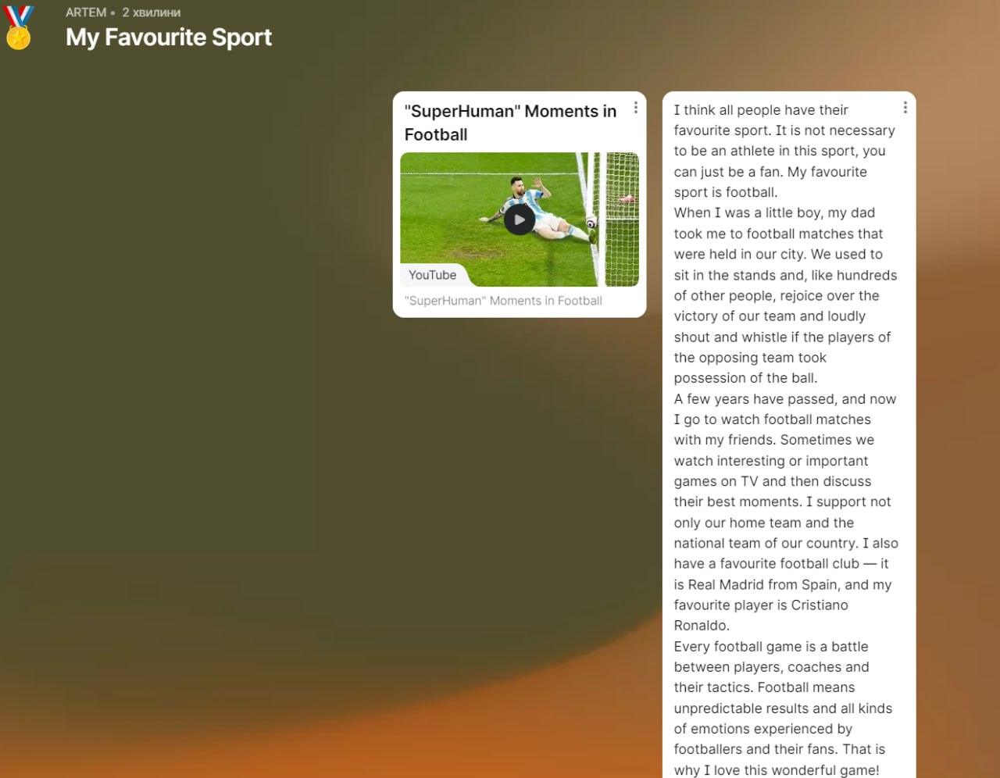 ARTEM • 2 хвилини
My Favourite Sport
"SuperHuman" Moments in
Football
YouTube
"SuperHuman" Moments in Football
I think all people have their
favourite sport. It is not necessary
to be an athlete in this sport, you
can just be a fan. My favourite
sport is football.
When I was a little boy, my dad
took me to football matches that
were held in our city. We used to
sit in the stands and, like hundreds
of other people, rejoice over the
victory of our team and loudly
shout and whistle if the players of
the opposing team took
possession of the ball.
A few years have passed, and now
I go to watch football matches
with my friends. Sometimes we
watch interesting or important
games on TV and then discuss
their best moments. I support not
only our home team and the
national team of our country. I also
have a favourite football club — it
is Real Madrid from Spain, and my
favourite player is Cristiano
Ronaldo.
Every football game is a battle
between players, coaches and
their tactics. Football means
unpredictable results and all kinds
of emotions experienced by
footballers and their fans. That is
why I love this wonderful game!